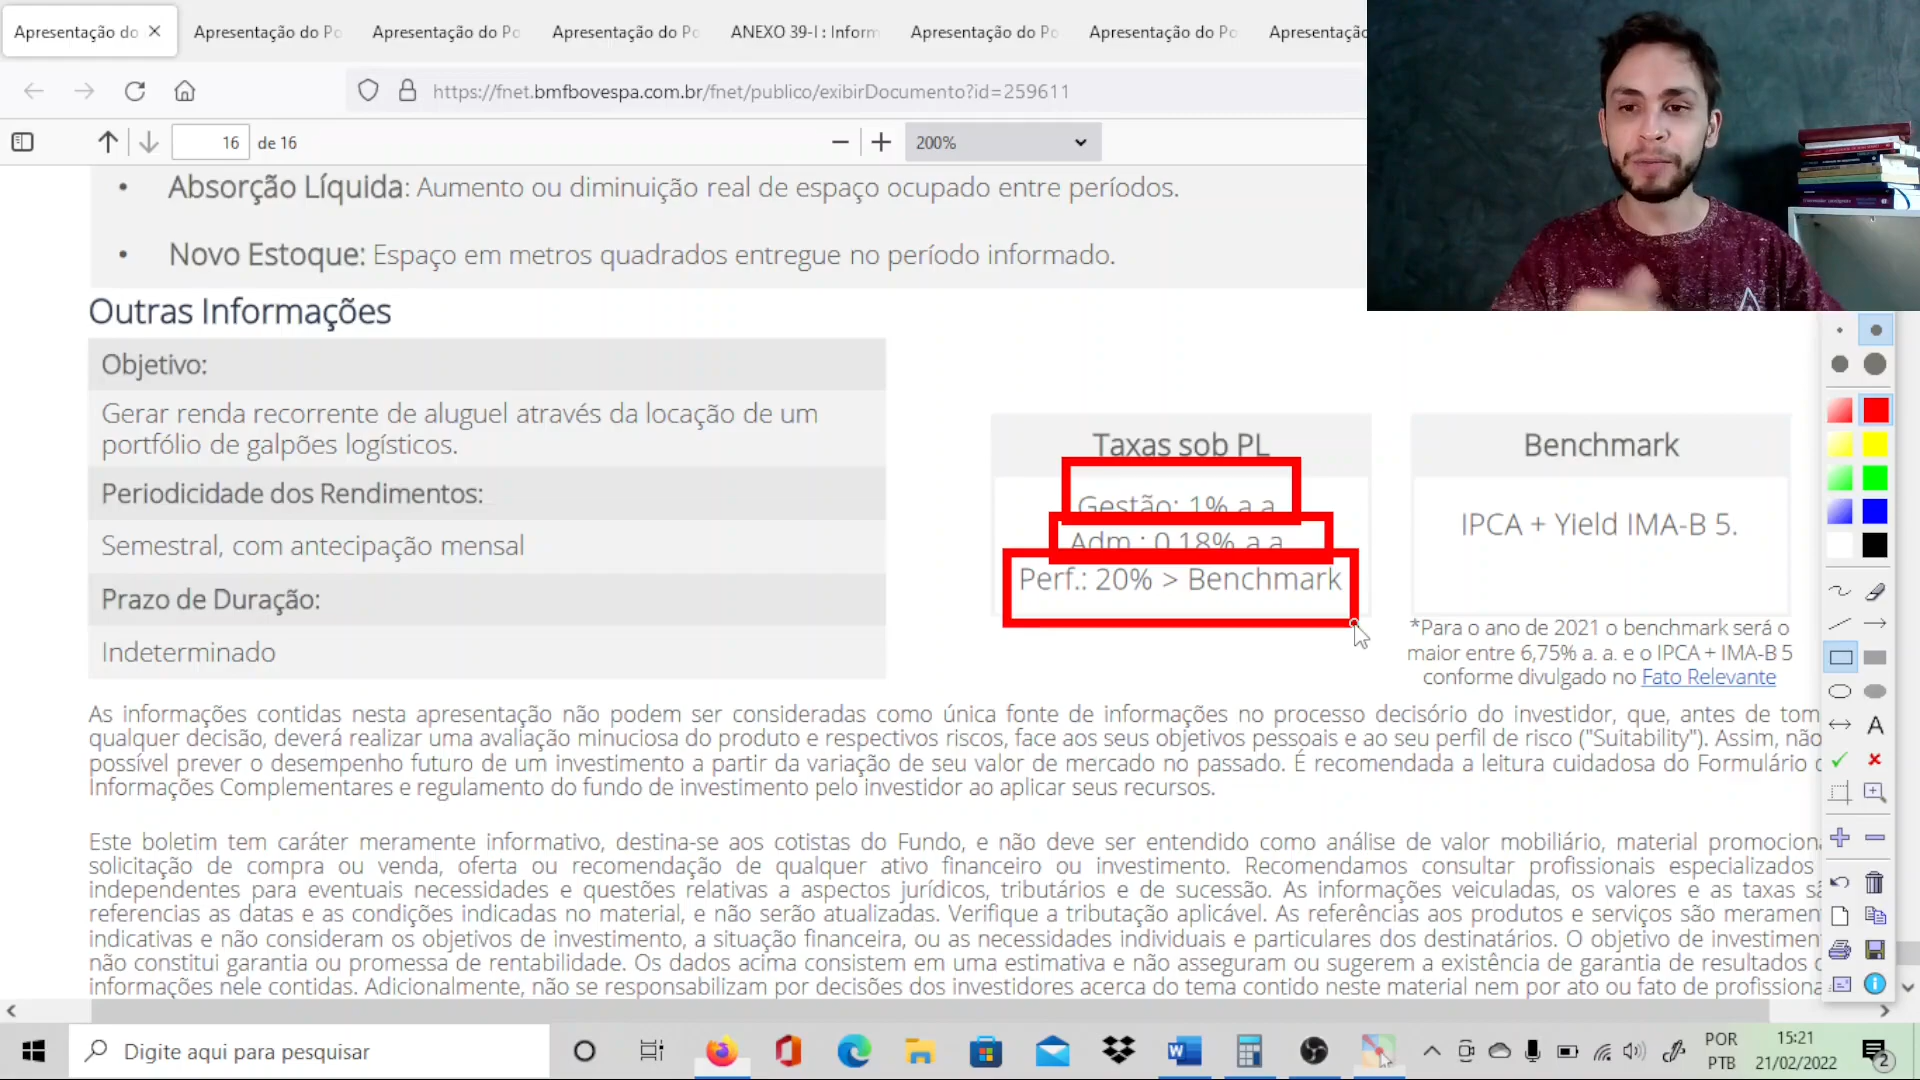 Apresentação do
Apresentação do Po
Apresentação do Po
Apresentação do Po
ANEXO 39-I : Inform
Apresentação do Po
Apresentação do Po
Apresentação
https://fnet.bmfbovespa.com.br/fnet/publico/exibirDocumento?id=259611
16 de 16
200%
• Absorção Líquida: Aumento ou diminuição real de espaço ocupado entre períodos.
• Novo Estoque: Espaço em metros quadrados entregue no período informado.
Outras Informações
Objetivo:
Gerar renda recorrente de aluguel através da locação de um
portfólio de galpões logísticos.
Periodicidade dos Rendimentos:
Semestral, com antecipação mensal
Prazo de Duração:
Indeterminado
Taxas sob PL
Gestão: 1% a.a
Adm.: 0,18% a.a
Perf.: 20% > Benchmark
Benchmark
IPCA + Yield IMA-B 5.
*Para o ano de 2021 o benchmark será o
maior entre 6,75% a. a. e o IPCA + IMA-B 5
conforme divulgado no Fato Relevante
As informações contidas nesta apresentação não podem ser consideradas como única fonte de informações no processo decisório do investidor, que, antes de tom
qualquer decisão, deverá realizar uma avaliação minuciosa do produto e respectivos riscos, face aos seus objetivos pessoais e ao seu perfil de risco ("Suitability"). Assim, não
possível prever o desempenho futuro de um investimento a partir da variação de seu valor de mercado no passado. É recomendada a leitura cuidadosa do Formulário
Informações Complementares e regulamento do fundo de investimento pelo investidor ao aplicar seus recursos.
Este boletim tem caráter meramente informativo, destina-se aos cotistas do Fundo, e não deve ser entendido como análise de valor mobiliário, material promociona
solicitação de compra ou venda, oferta ou recomendação de qualquer ativo financeiro ou investimento. Recomendamos consultar profissionais especializados
independentes para eventuais necessidades e questões relativas a aspectos jurídicos, tributários e de sucessão. As informações veiculadas, os valores e as taxas sã
referencias as datas e as condições indicadas no material, e não serão atualizadas. Verifique a tributação aplicável. As referências aos produtos e serviços são meramen
indicativas e não consideram os objetivos de investimento, a situação financeira, ou as necessidades individuais e particulares dos destinatários. O objetivo de investimen
não constitui garantia ou promessa de rentabilidade. Os dados acima consistem em uma estimativa e não asseguram ou sugerem a existência de garantia de resultados
informações nele contidas. Adicionalmente, não se responsabilizam por decisões dos investidores acerca do tema contido neste material nem por ato ou fato de profissiona
A
Digite aqui para pesquisar
POR
PTB
15:21
21/02/2022
2